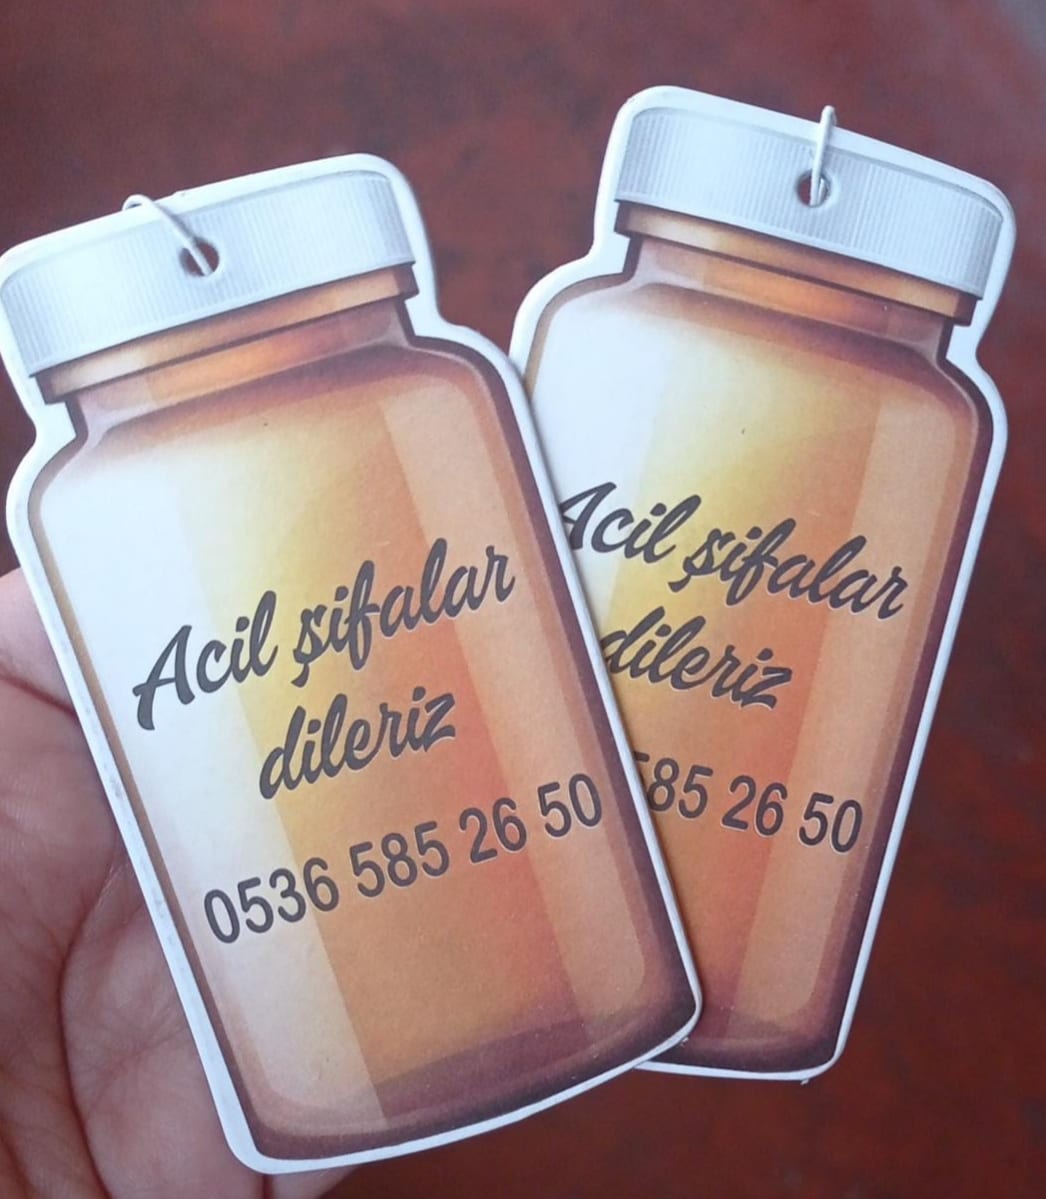 Acil şifalar
dileriz
0536 585 26 50
Acil şifalar
dileriz
585 26 50